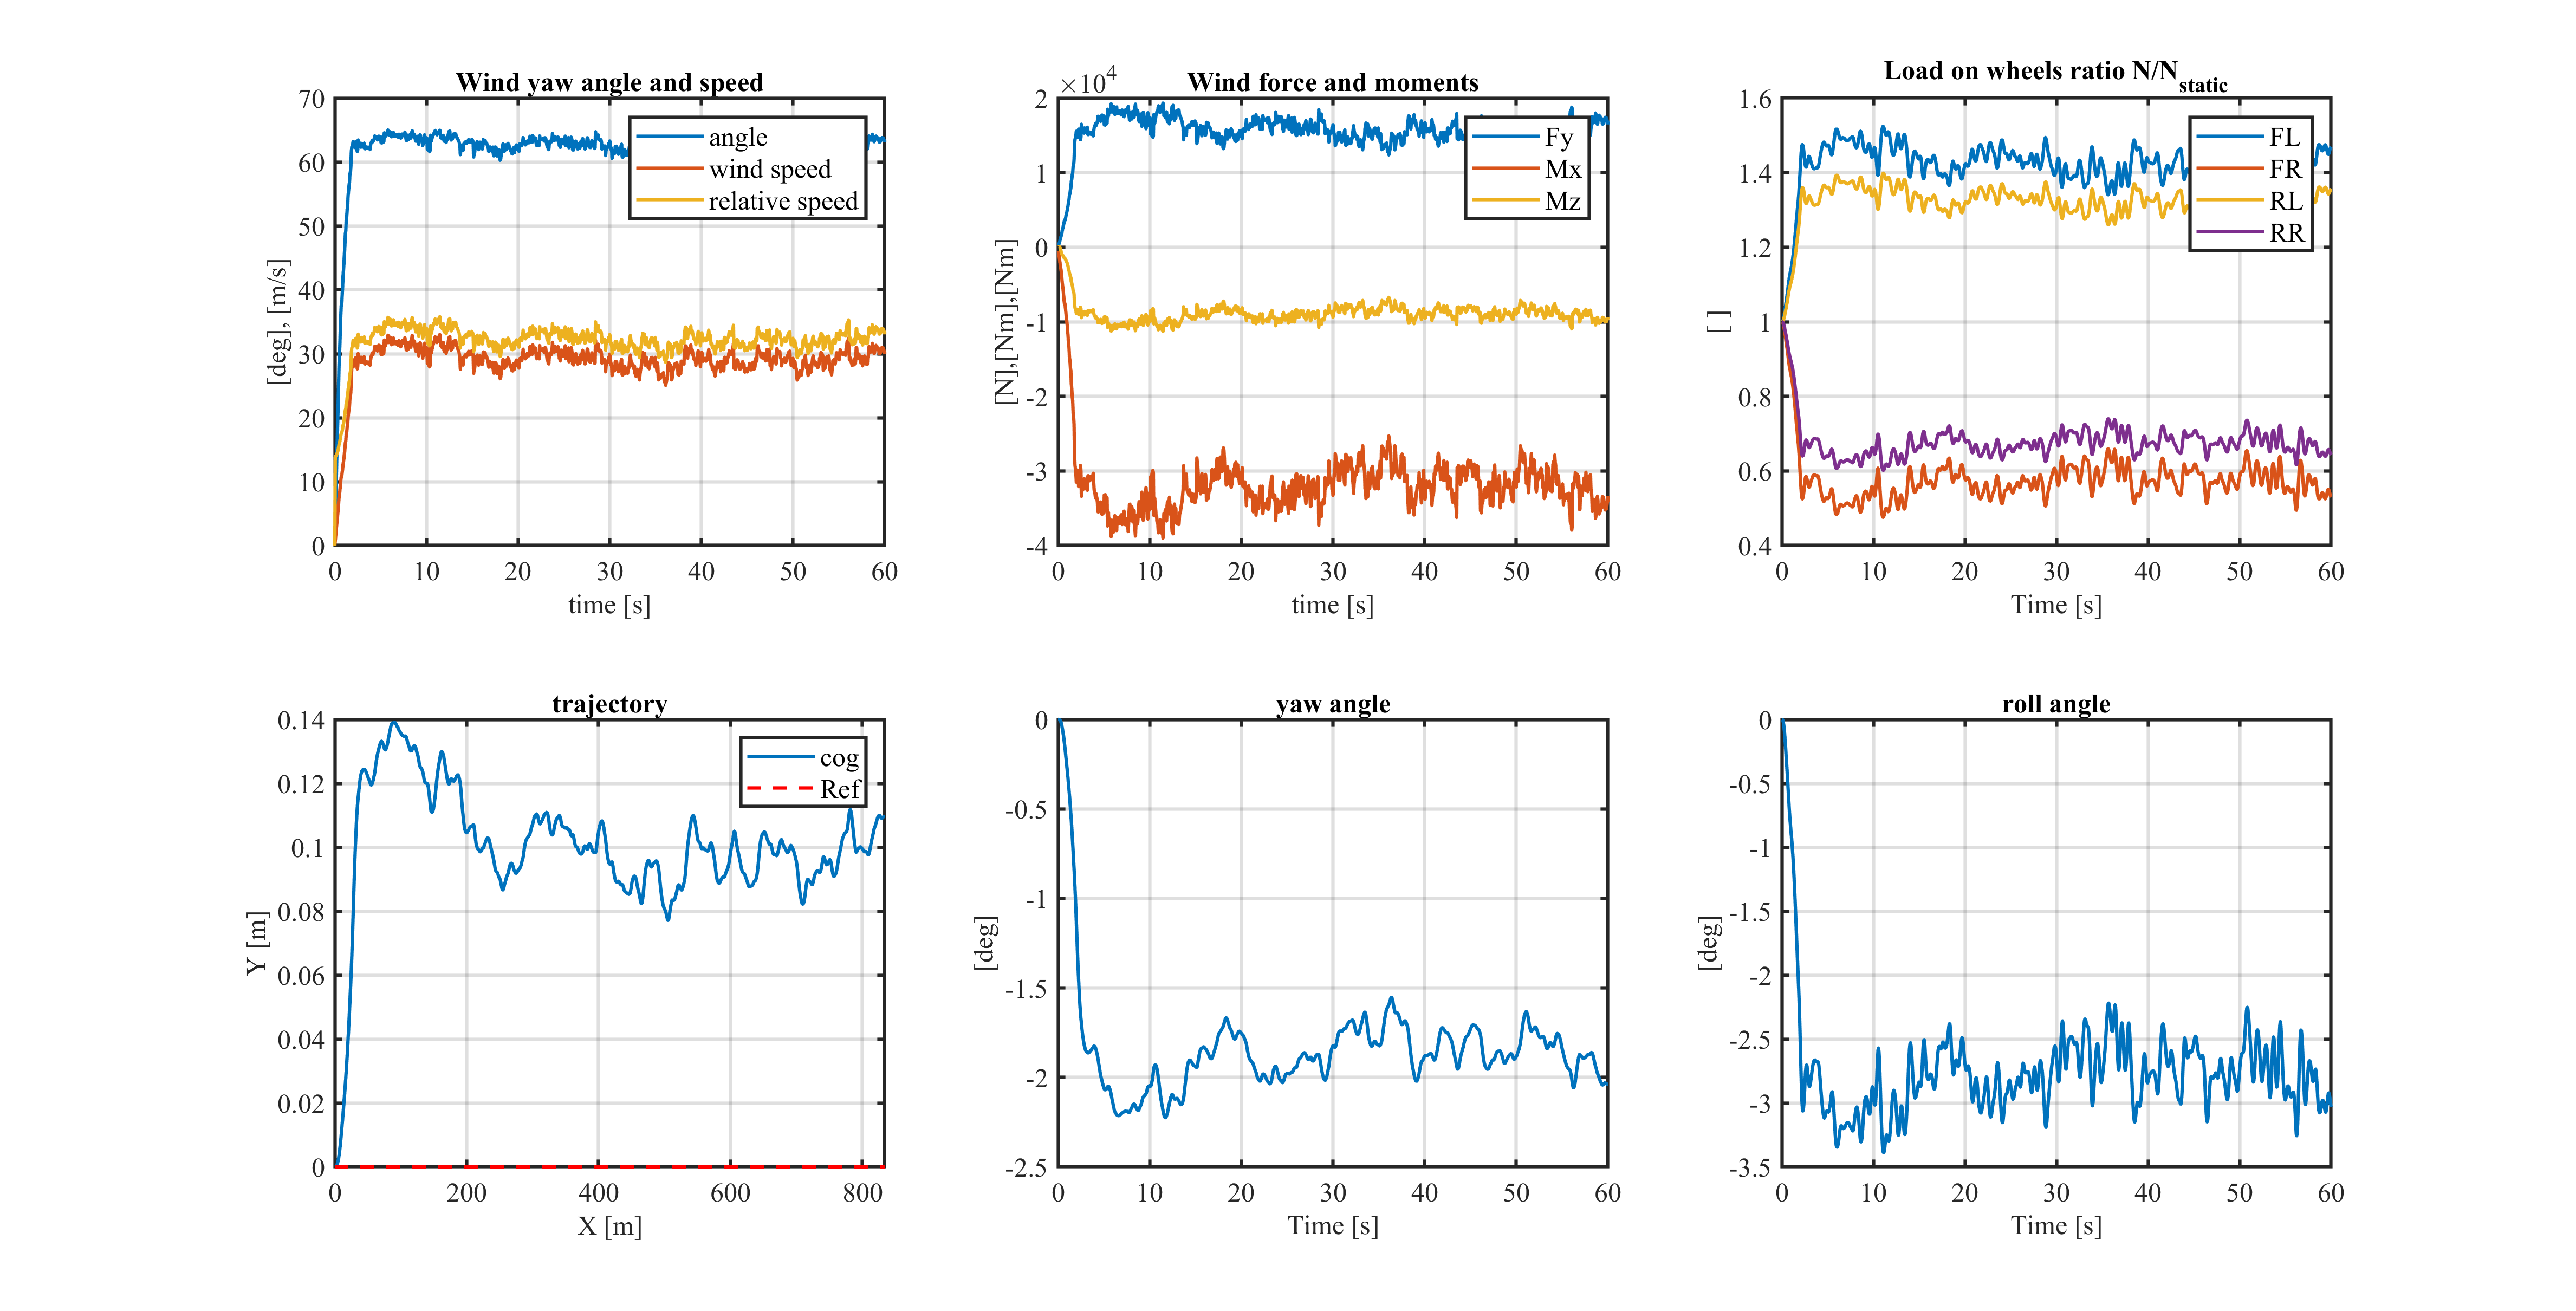 Wind yaw angle and speed
70
60
50
40
30
20
10
0
[deg], [m/s]
angle
wind speed
relative speed
0 10 20 30 40 50 60
time [s]
Wind force and moments
×10⁴
2
1
0
-1
-2
-3
-4
[N],[Nm],[Nm]
Fy
Mx
Mz
0 10 20 30 40 50 60
time [s]
Load on wheels ratio N/Nstatic
1.6
1.4
1.2
1
0.8
0.6
0.4
[ ]
FL
FR
RL
RR
0 10 20 30 40 50 60
Time [s]
trajectory
0.14
0.12
0.1
0.08
0.06
0.04
0.02
0
Y [m]
cog
Ref
0 200 400 600 800
X [m]
yaw angle
0
-0.5
-1
-1.5
-2
-2.5
[deg]
0 10 20 30 40 50 60
Time [s]
roll angle
0
-0.5
-1
-1.5
-2
-2.5
-3
-3.5
[deg]
0 10 20 30 40 50 60
Time [s]